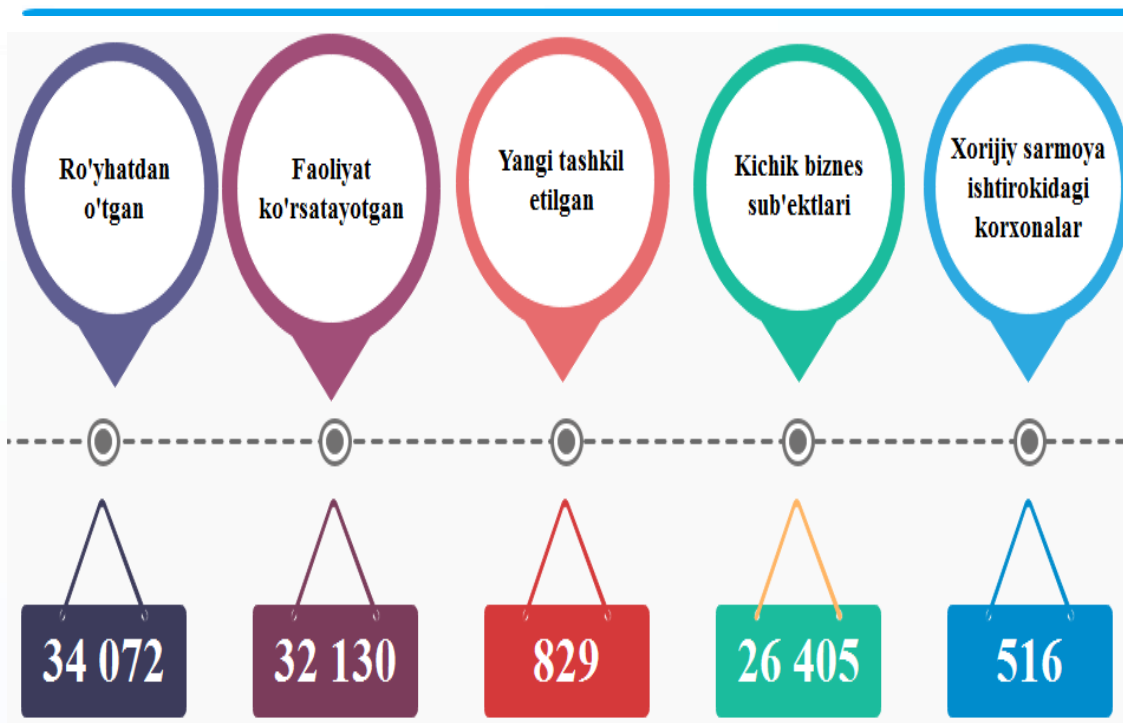 Ro'yhatdan
o'tgan
Faoliyat
ko'rsatayotgan
Yangi tashkil
etilgan
Kichik biznes
sub'ektlari
Xorijiy sarmoya
ishtirokidagi
korxonalar
34 072
32 130
829
26 405
516